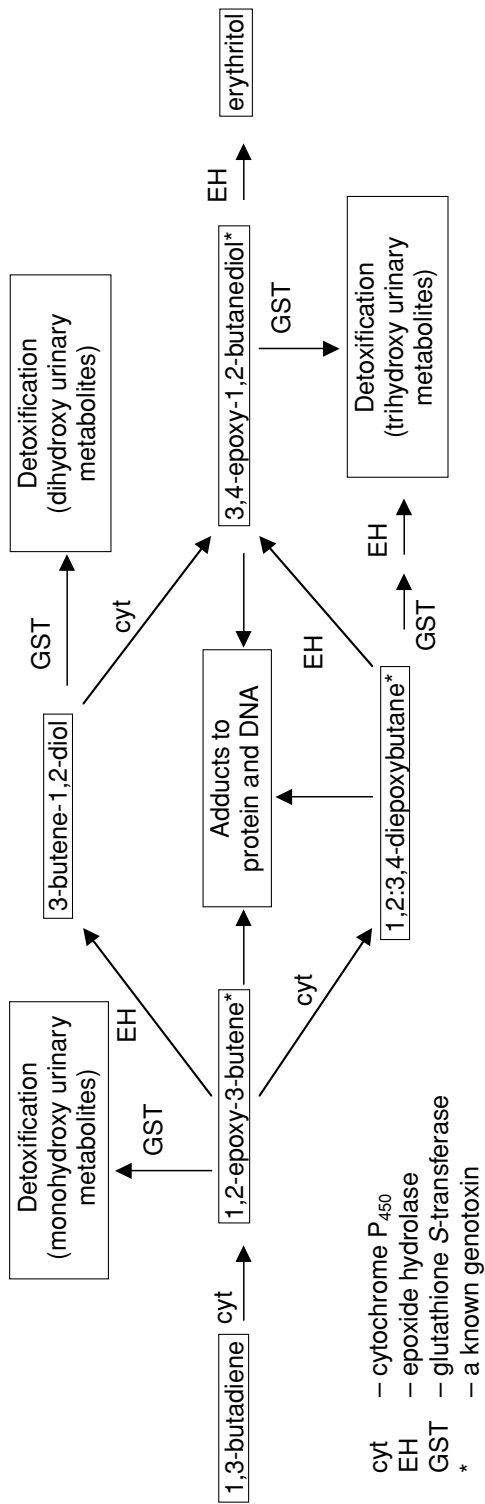 1,3-butadiene
cyt
1,2-epoxy-3-butene*
GST
Detoxification
(monohydroxy urinary
metabolites)
EH
3-butene-1,2-diol
GST
Detoxification
(dihydroxy urinary
metabolites)
cyt
cyt
1,2:3,4-diepoxybutane*
Adducts to
protein and DNA
EH
3,4-epoxy-1,2-butanediol*
GST
GST
EH
Detoxification
(trihydroxy urinary
metabolites)
EH
erythritol
cyt – cytochrome P450
EH – epoxide hydrolase
GST – glutathione S-transferase
* – a known genotoxin